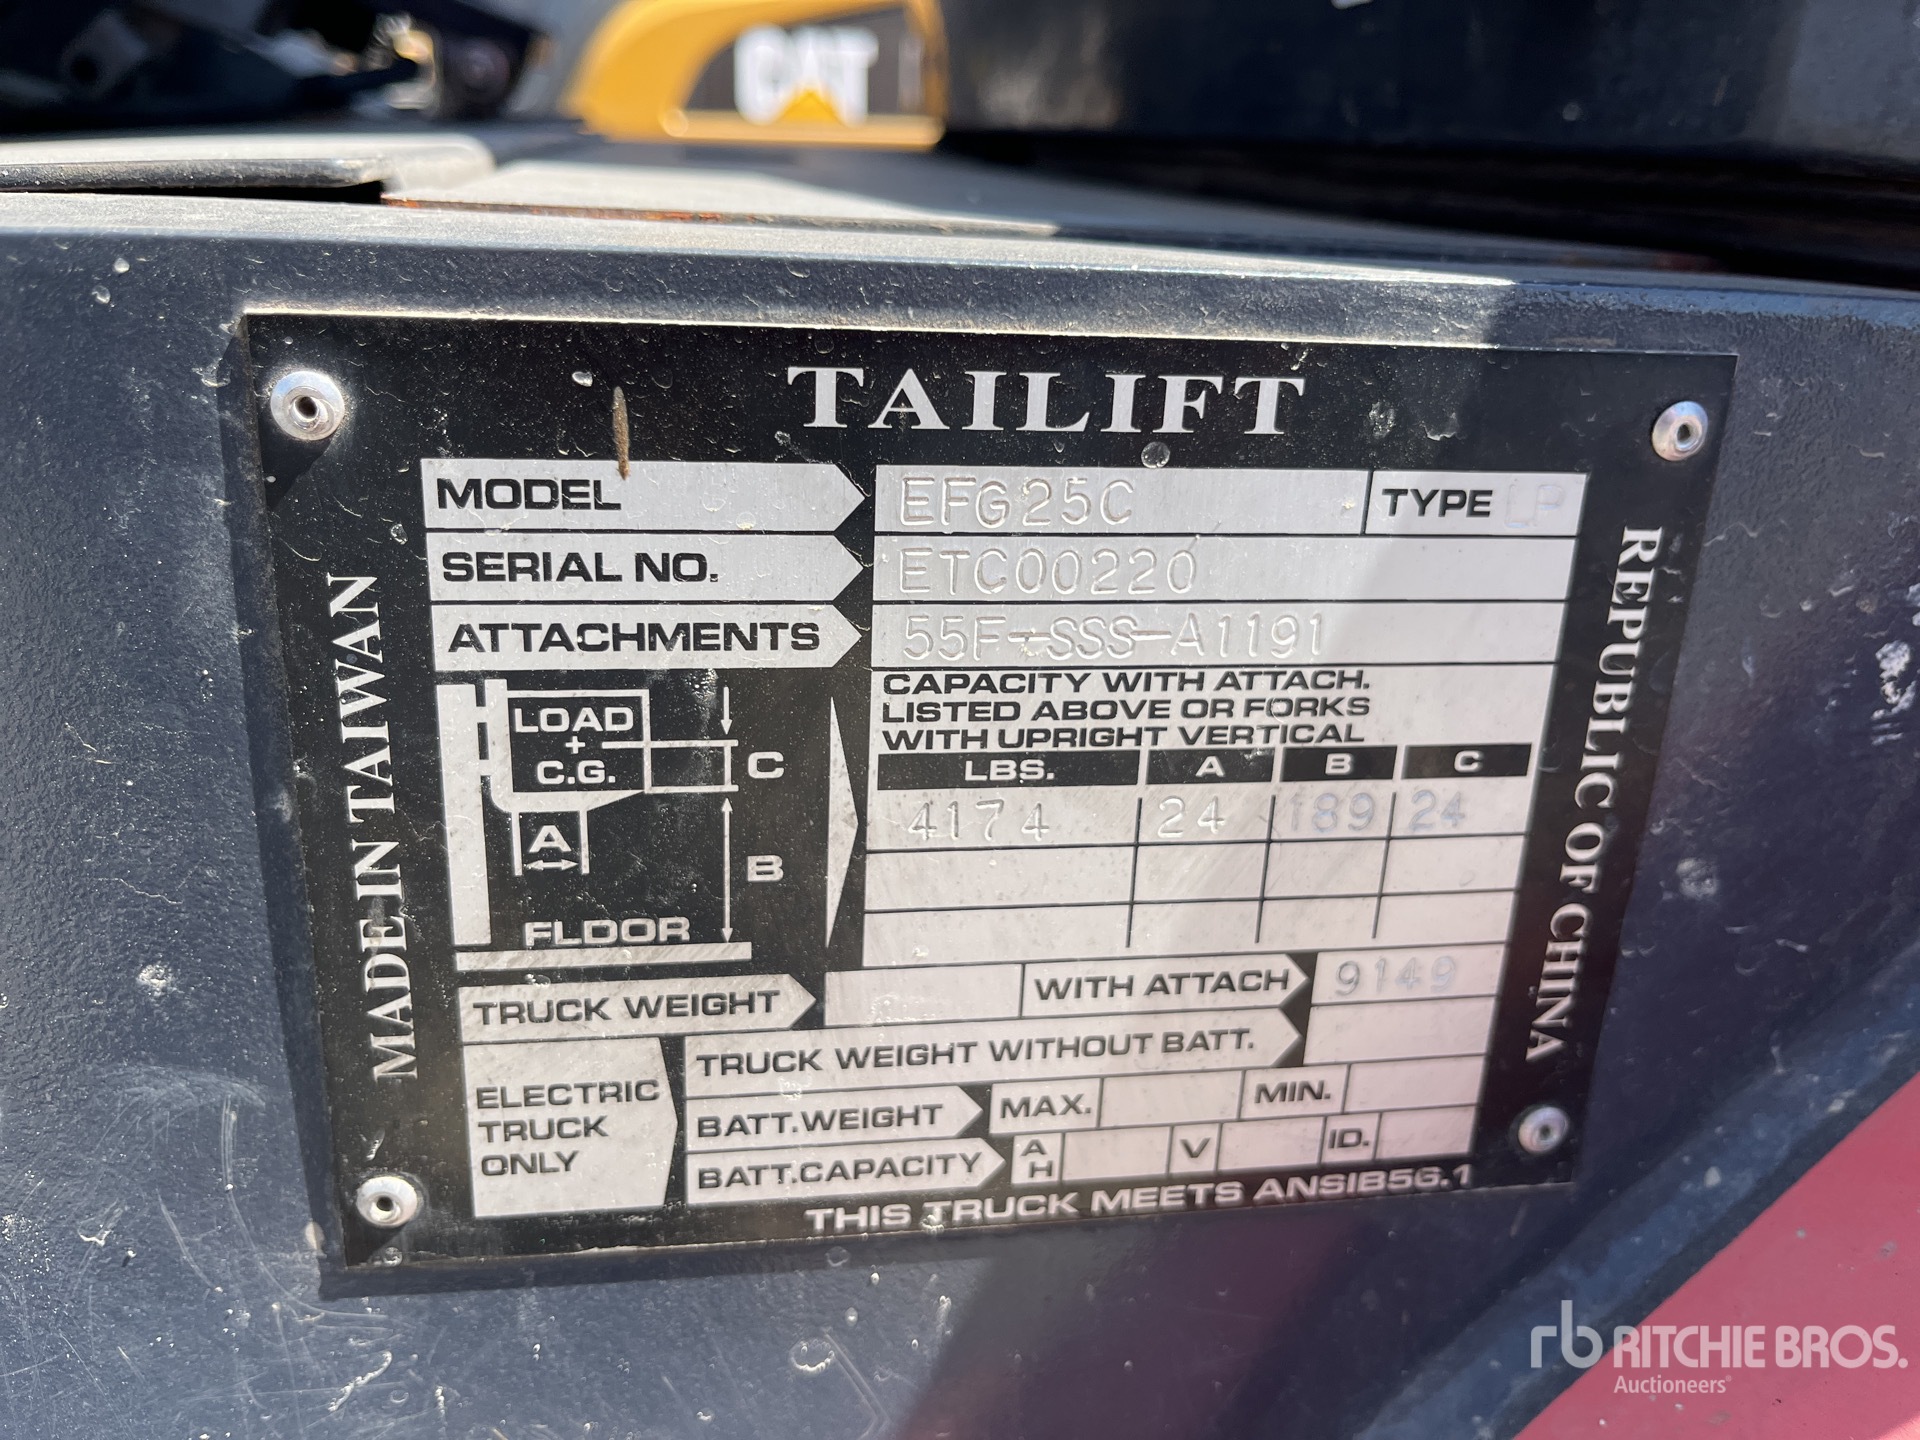 CAT
TAILIFT
MODEL EFG25C TYPE LP
SERIAL NO. ETC00220
ATTACHMENTS 55F-SSS-A1191
CAPACITY WITH ATTACH.
LISTED ABOVE OR FORKS
WITH UPRIGHT VERTICAL
LBS. A B C
4174 24 189 24
LOAD
+
C.G.
C
A
B
FLDOR
TRUCK WEIGHT WITH ATTACH 9149
ELECTRIC
TRUCK
ONLY
TRUCK WEIGHT WITHOUT BATT.
BATT.WEIGHT MAX. MIN.
BATT.CAPACITY AH V ID.
THIS TRUCK MEETS ANSIB56.1
MADE IN TAIWAN
REPUBLIC OF CHINA
rb RITCHIE BROS.
Auctioneers